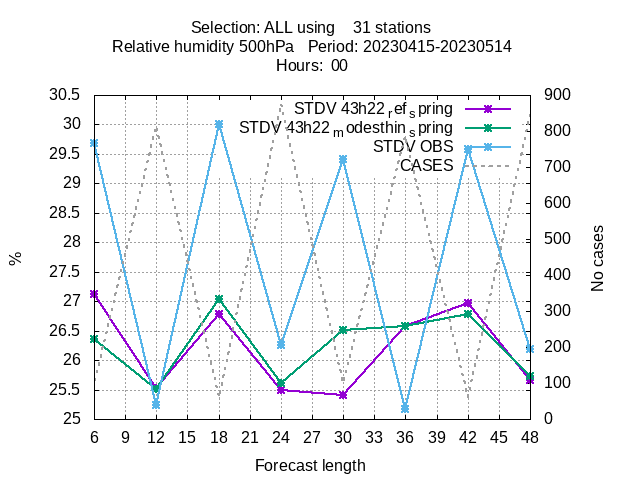 Selection: ALL using    31 stations
Relative humidity 500hPa   Period: 20230415-20230514
Hours:  00
30.5
30
29.5
29
28.5
28
27.5
27
26.5
26
25.5
25
%
STDV 43h22_ref_spring
STDV 43h22_modesthin_spring
STDV OBS
CASES
900
800
700
600
500
400
300
200
100
0
No cases
6 9 12 15 18 21 24 27 30 33 36 39 42 45 48
Forecast length